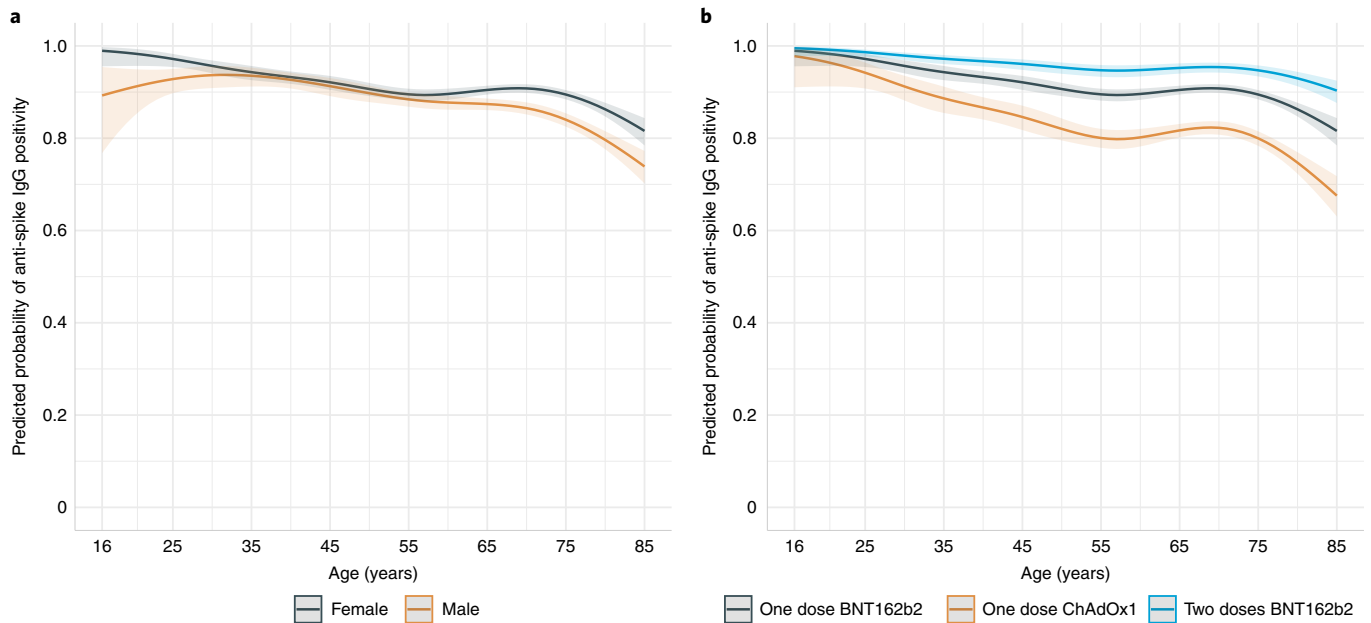 a
Predicted probability of anti-spike IgG positivity
1.0
0.8
0.6
0.4
0.2
0
16 25 35 45 55 65 75 85
Age (years)
Female Male
b
Predicted probability of anti-spike IgG positivity
1.0
0.8
0.6
0.4
0.2
0
16 25 35 45 55 65 75 85
Age (years)
One dose BNT162b2 One dose ChAdOx1 Two doses BNT162b2